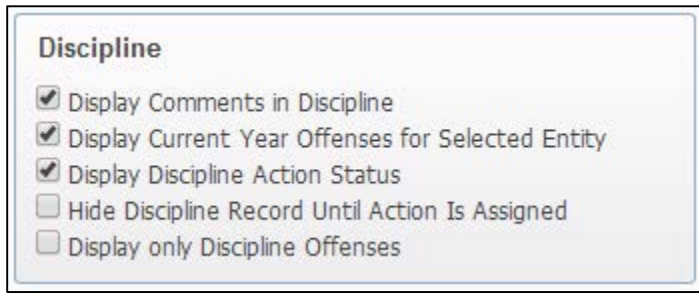 Discipline
Display Comments in Discipline
Display Current Year Offenses for Selected Entity
Display Discipline Action Status
Hide Discipline Record Until Action Is Assigned
Display only Discipline Offenses